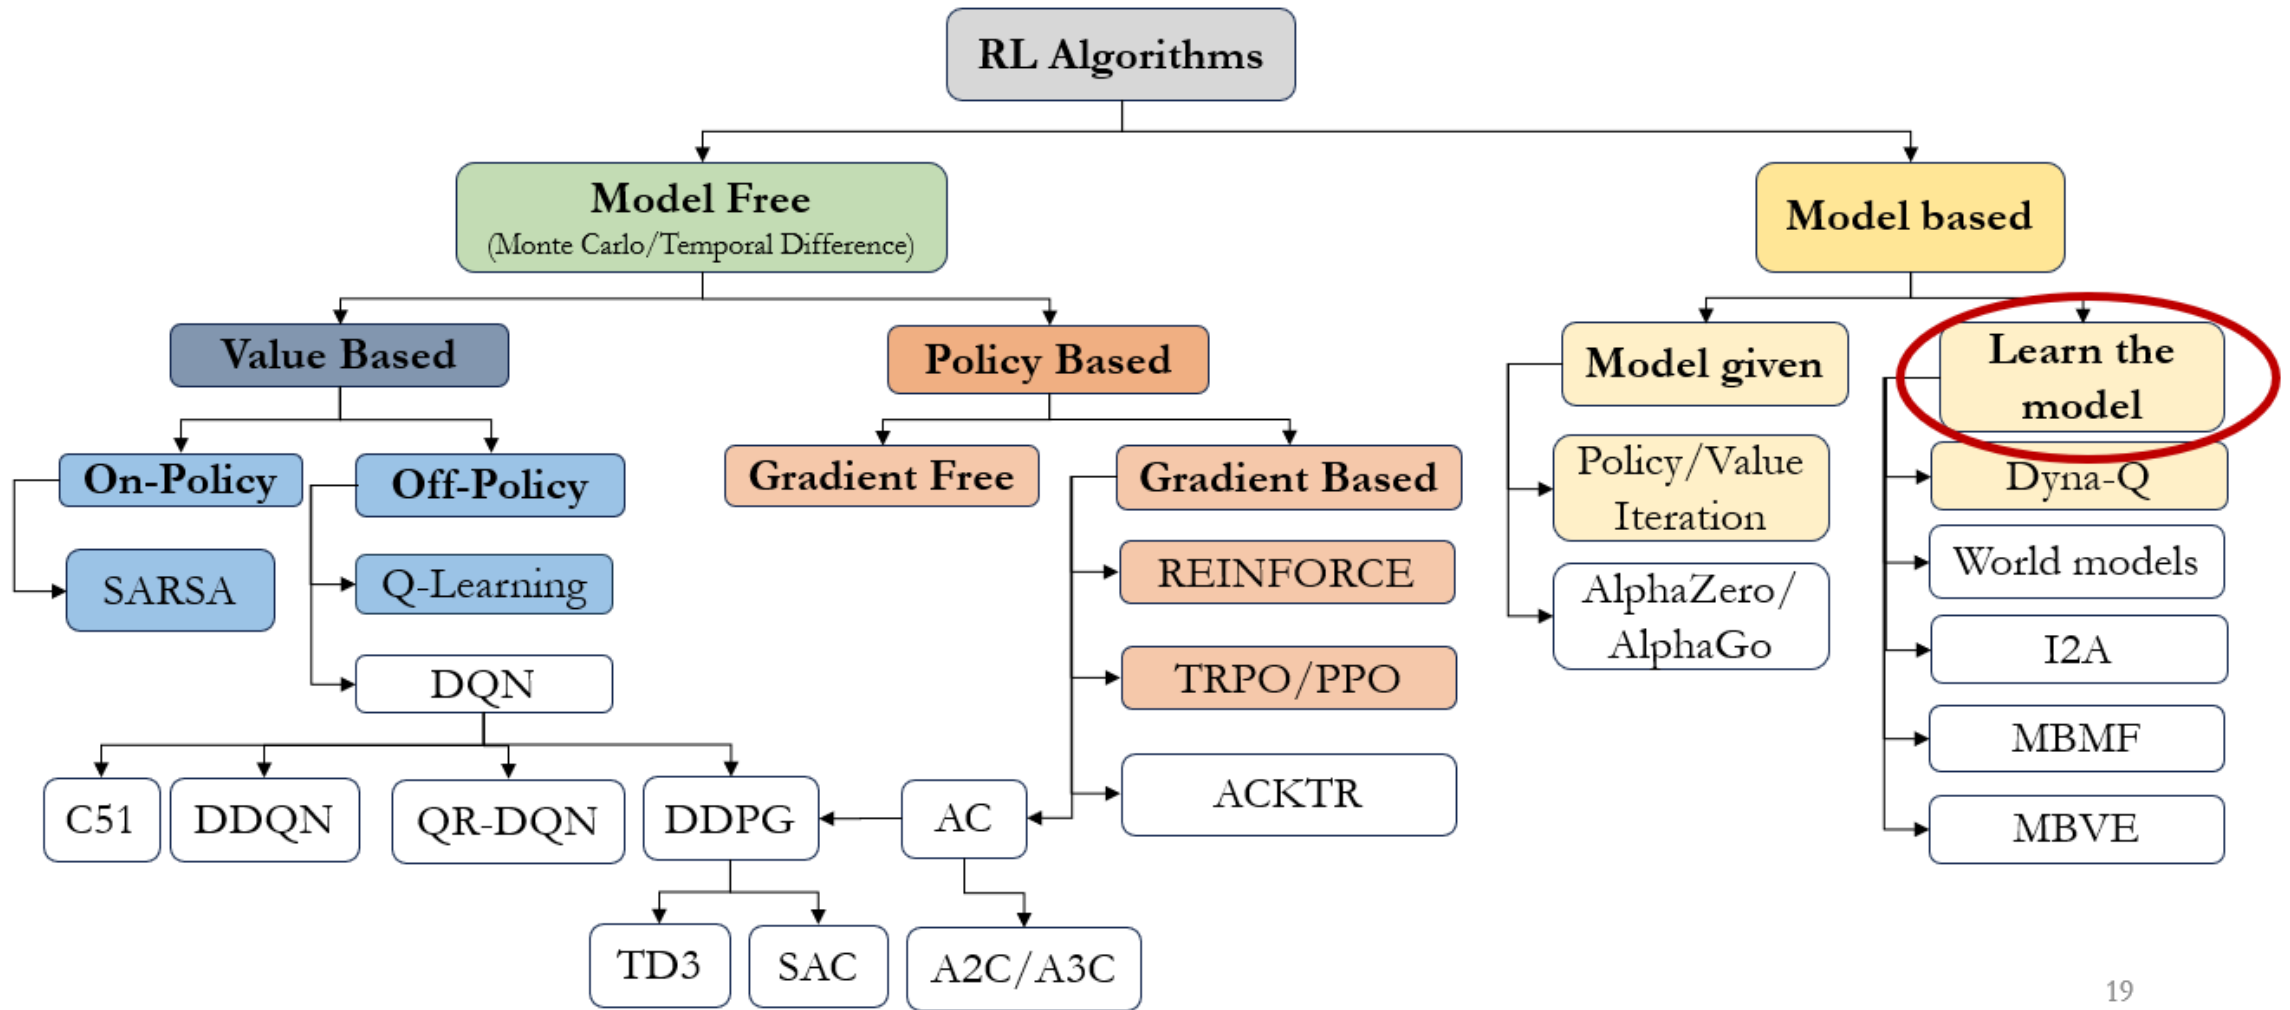 RL Algorithms
Model Free
(Monte Carlo/Temporal Difference)
Model based
Value Based
Policy Based
Model given
Learn the
model
On-Policy
Off-Policy
Gradient Free
Gradient Based
Policy/Value
Iteration
Dyna-Q
SARSA
Q-Learning
REINFORCE
AlphaZero/
AlphaGo
World models
DQN
TRPO/PPO
I2A
MBMF
C51
DDQN
QR-DQN
DDPG
AC
ACKTR
MBVE
TD3
SAC
A2C/A3C
19